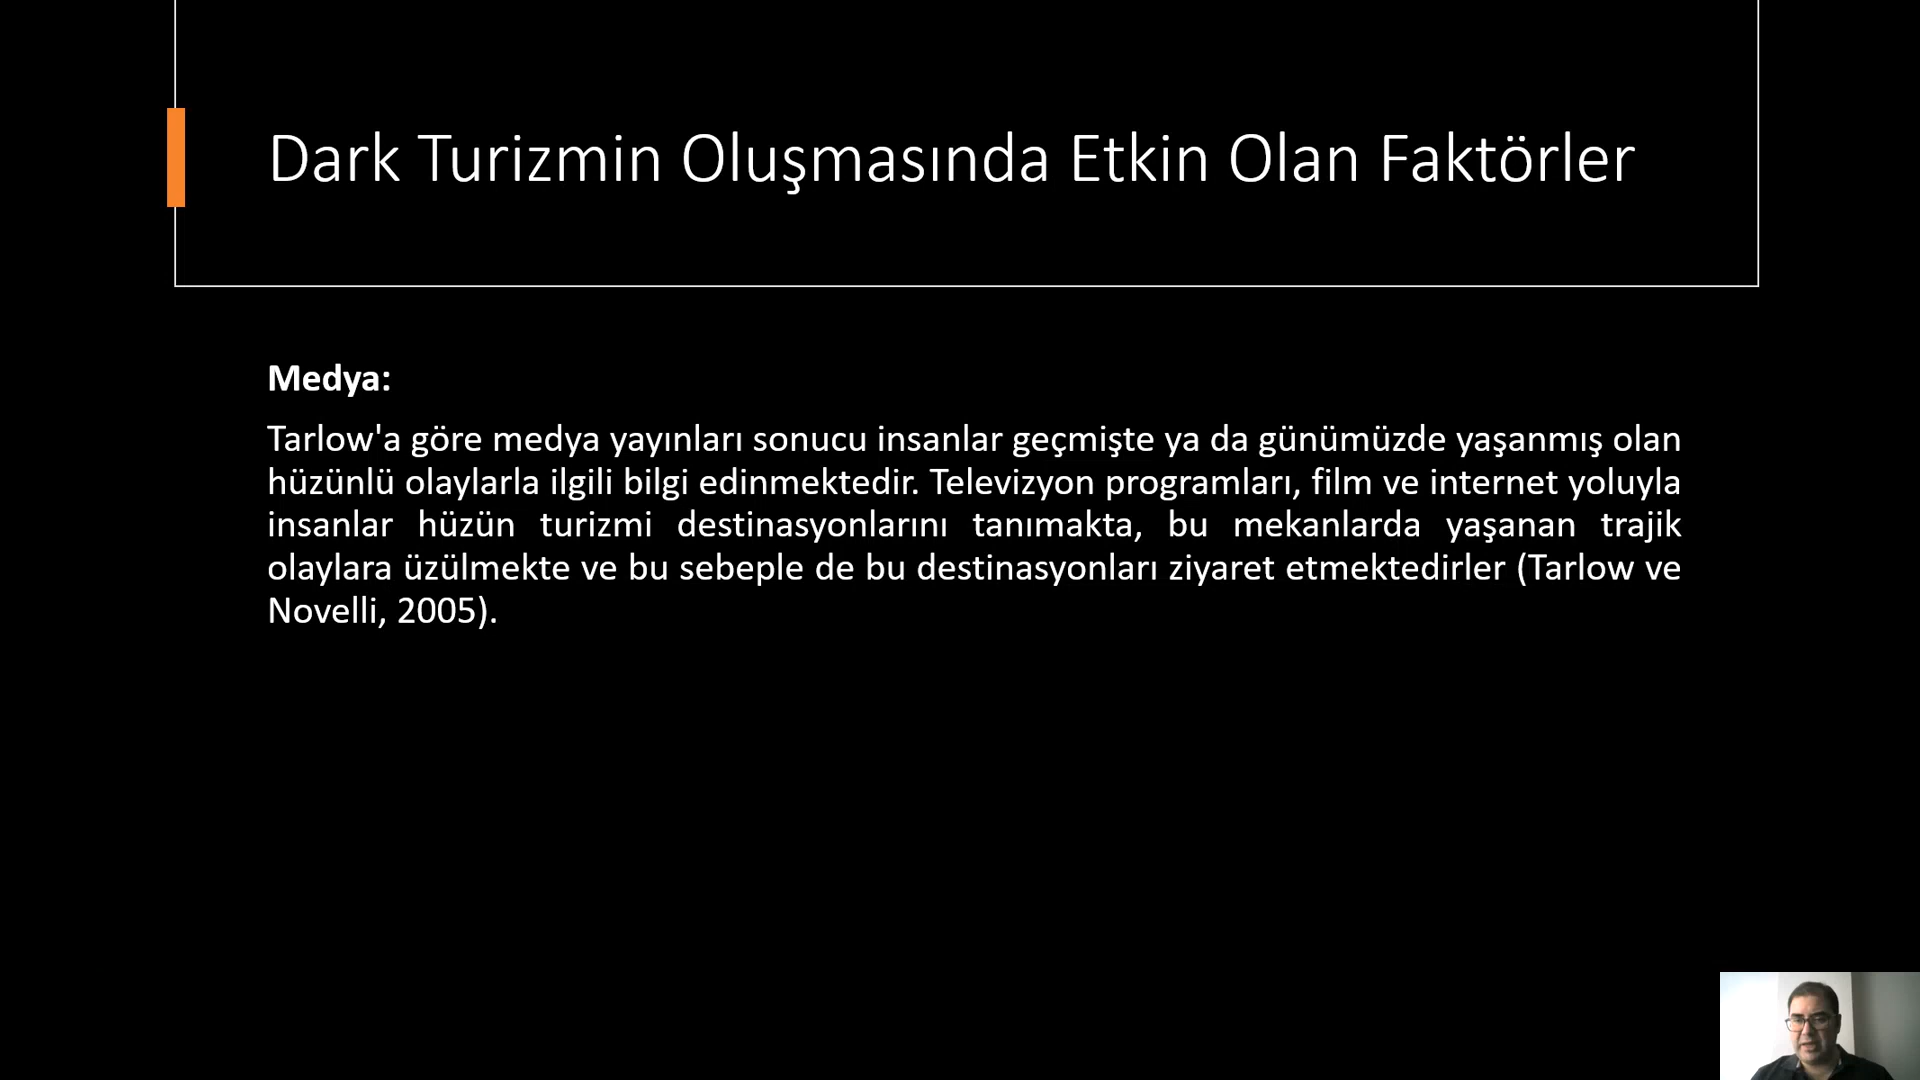 Dark Turizmin Oluşmasında Etkin Olan Faktörler
Medya:
Tarlow'a göre medya yayınları sonucu insanlar geçmişte ya da günümüzde yaşanmış olan
hüzünlü olaylarla ilgili bilgi edinmektedir. Televizyon programları, film ve internet yoluyla
insanlar hüzün turizmi destinasyonlarını tanımakta, bu mekanlarda yaşanan trajik
olaylara üzülmekte ve bu sebeple de bu destinasyonları ziyaret etmektedirler (Tarlow ve
Novelli, 2005).